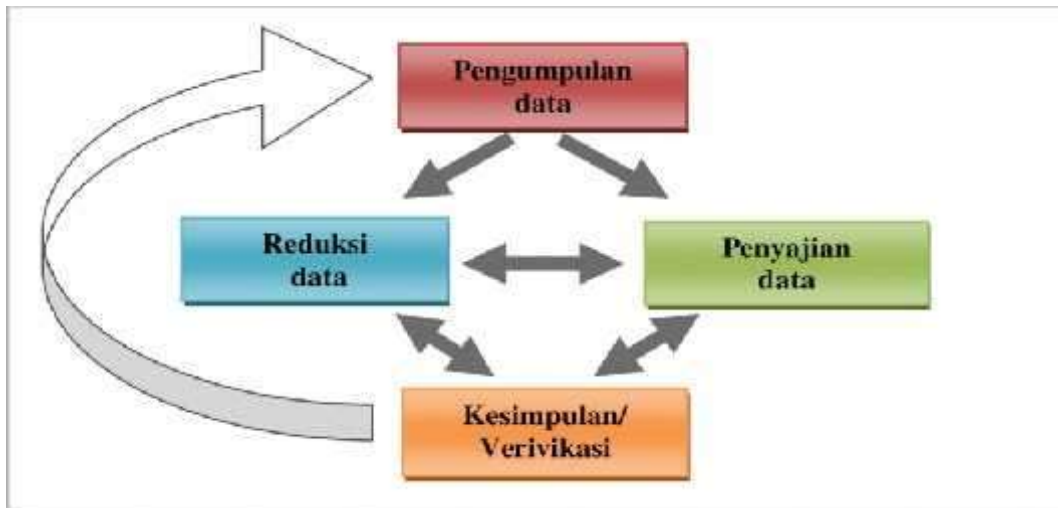 Pengumpulan
data
Reduksi
data
Penyajian
data
Kesimpulan/
Verivikasi